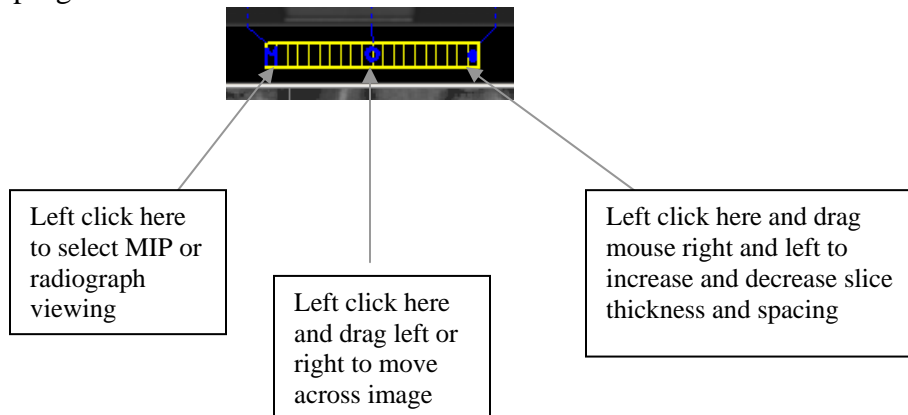 M O
Left click here
to select MIP or
radiograph
viewing
Left click here
and drag left or
right to move
across image
Left click here and drag
mouse right and left to
increase and decrease slice
thickness and spacing